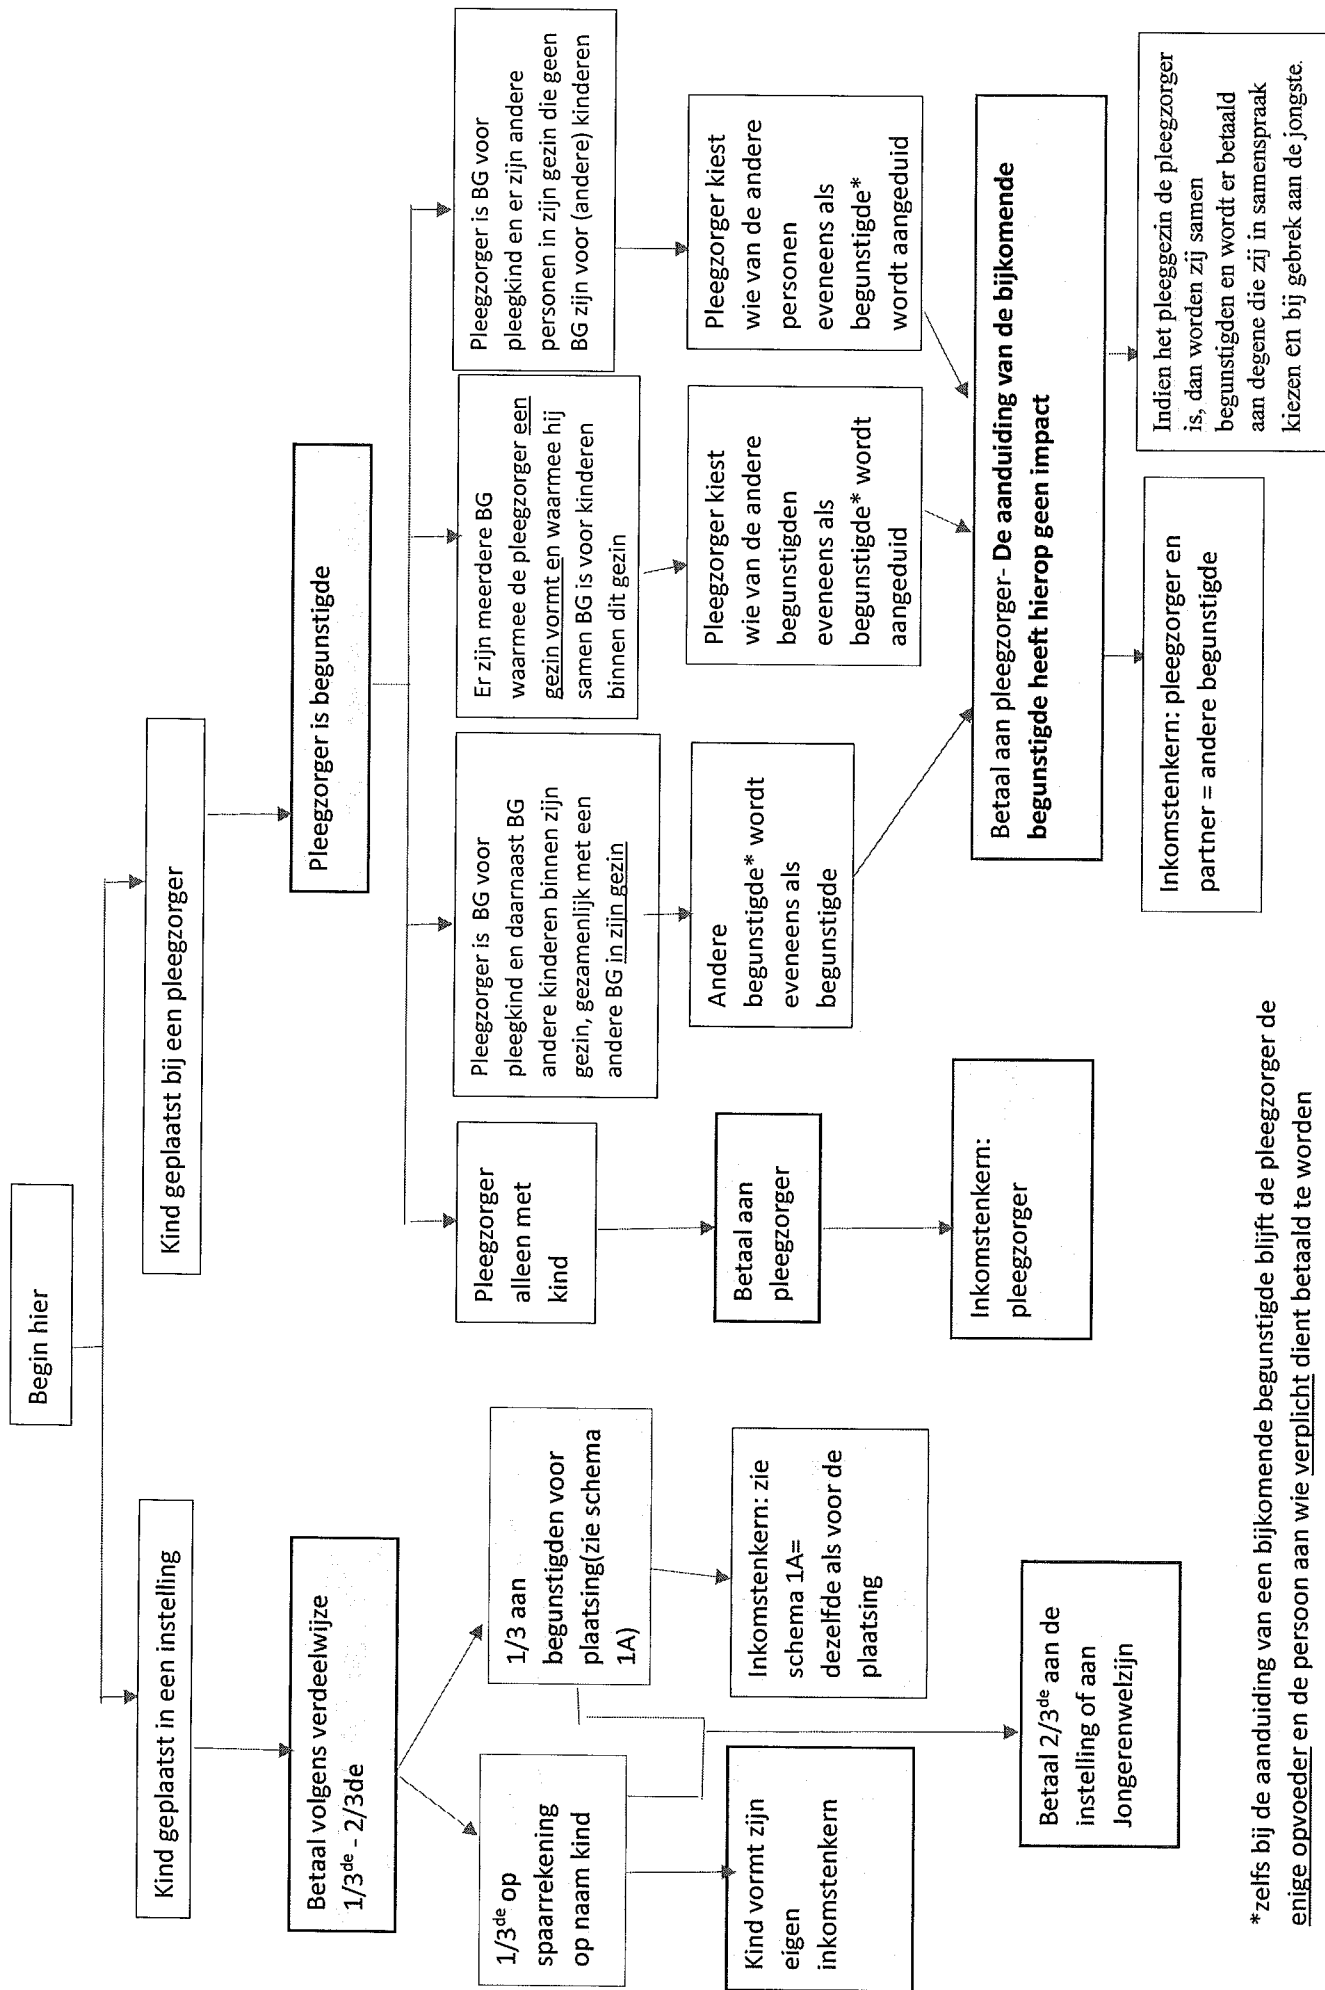 Begin hier
Kind geplaatst in een instelling
Kind geplaatst bij een pleegzorger
Betaal volgens verdeelwijze
1/3de - 2/3de
Pleegzorger is begunstigde
1/3de op
spaarrekening
op naam kind
1/3 aan
begunstigden voor
plaatsing(zie schema
1A)
Pleegzorger
alleen met
kind
Pleegzorger is BG voor
pleegkind en daarnaast BG
andere kinderen binnen zijn
gezin, gezamenlijk met een
andere BG in zijn gezin
Er zijn meerdere BG
waarmee de pleegzorger een
gezin vormt en waarmee hij
samen BG is voor kinderen
binnen dit gezin
Pleegzorger is BG voor
pleegkind en er zijn andere
personen in zijn gezin die geen
BG zijn voor (andere) kinderen
Kind vormt zijn
eigen
inkomstenkern
Inkomstenkern: zie
schema 1A=
dezelfde als voor de
plaatsing
Betaal aan
pleegzorger
Andere
begunstigde* wordt
eveneens als
begunstigde
Pleegzorger kiest
wie van de andere
begunstigden
eveneens als
begunstigde* wordt
aangeduid
Pleegzorger kiest
wie van de andere
personen
eveneens als
begunstigde*
wordt aangeduid
Betaal 2/3de aan de
instelling of aan
Jongerenwelzijn
Inkomstenkern:
pleegzorger
Betaal aan pleegzorger- De aanduiding van de bijkomende
begunstigde heeft hierop geen impact
Inkomstenkern: pleegzorger en
partner = andere begunstigde
Indien het pleeggezin de pleegzorger
is, dan worden zij samen
begunstigden en wordt er betaald
aan degene die zij in samenspraak
kiezen en bij gebrek aan de jongste.
*zelfs bij de aanduiding van een bijkomende begunstigde blijft de pleegzorger de
enige opvoeder en de persoon aan wie verplicht dient betaald te worden